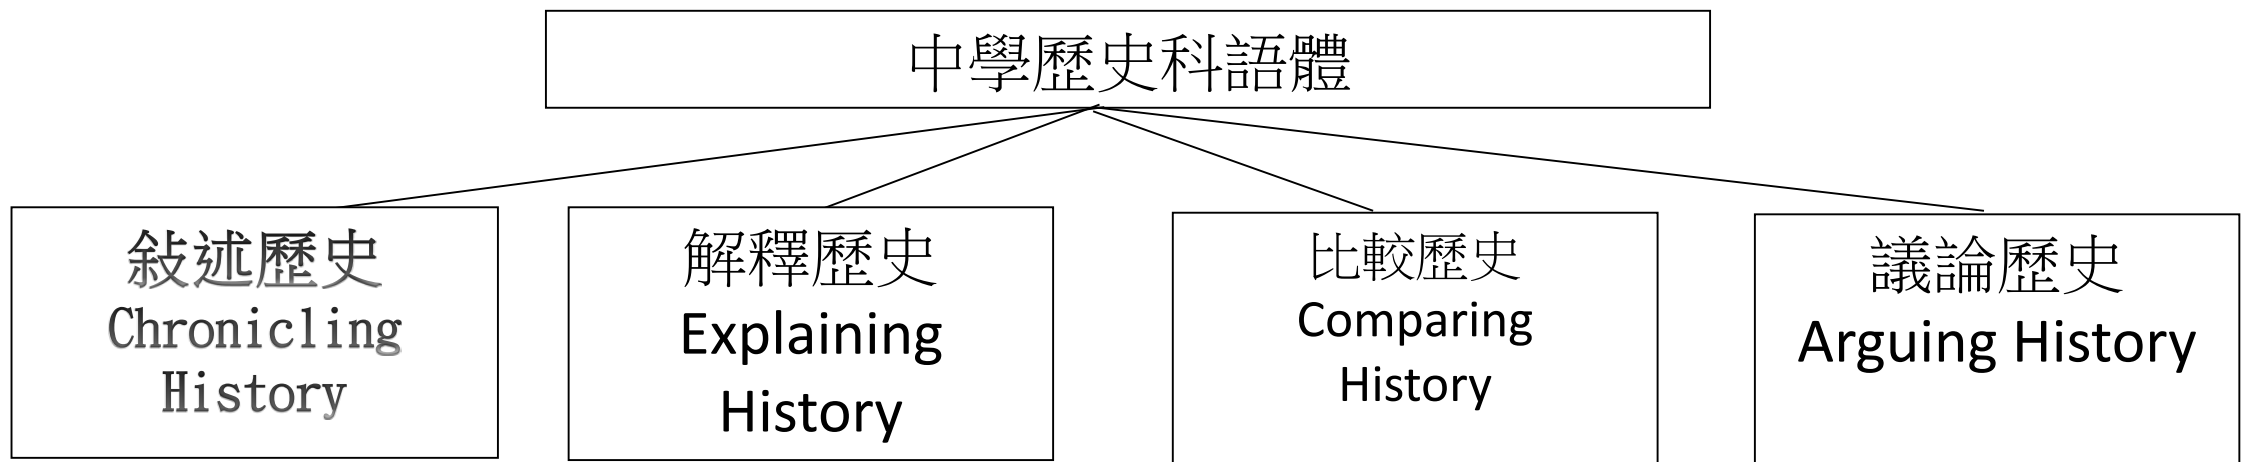 中學歷史科語體
敍述歷史
Chronicling
History
解釋歷史
Explaining
History
比較歷史
Comparing
History
議論歷史
Arguing History